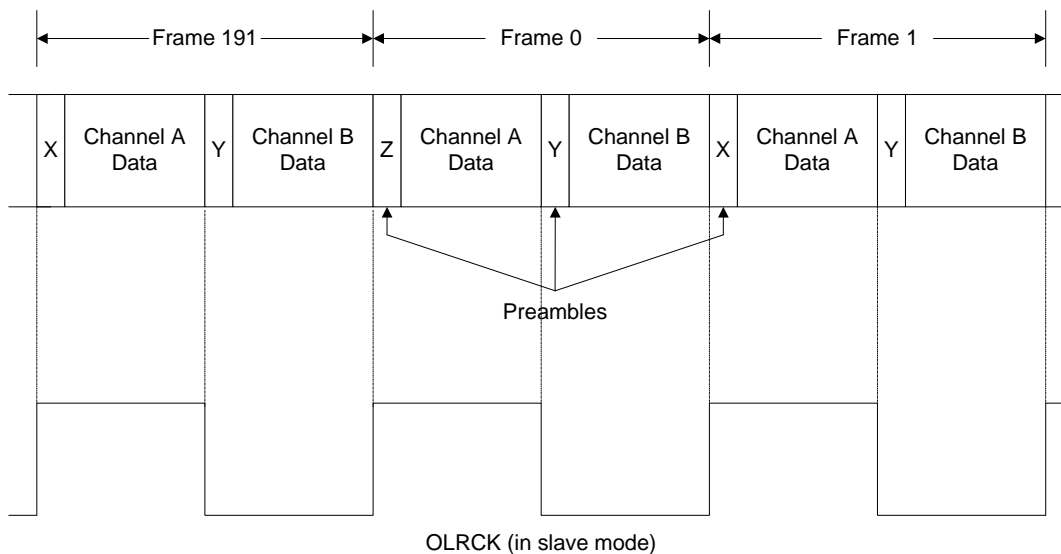 Frame 191 Frame 0 Frame 1
X Channel A Data Y Channel B Data Z Channel A Data Y Channel B Data X Channel A Data Y Channel B Data
Preambles
OLRCK (in slave mode)